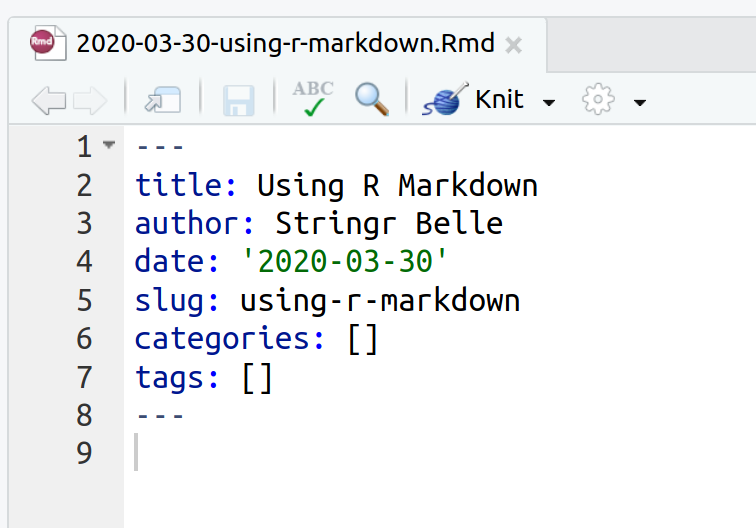 Rmd 2020-03-30-using-r-markdown.Rmd
ABC Knit
1 ---
2 title: Using R Markdown
3 author: Stringr Belle
4 date: '2020-03-30'
5 slug: using-r-markdown
6 categories: []
7 tags: []
8 ---
9